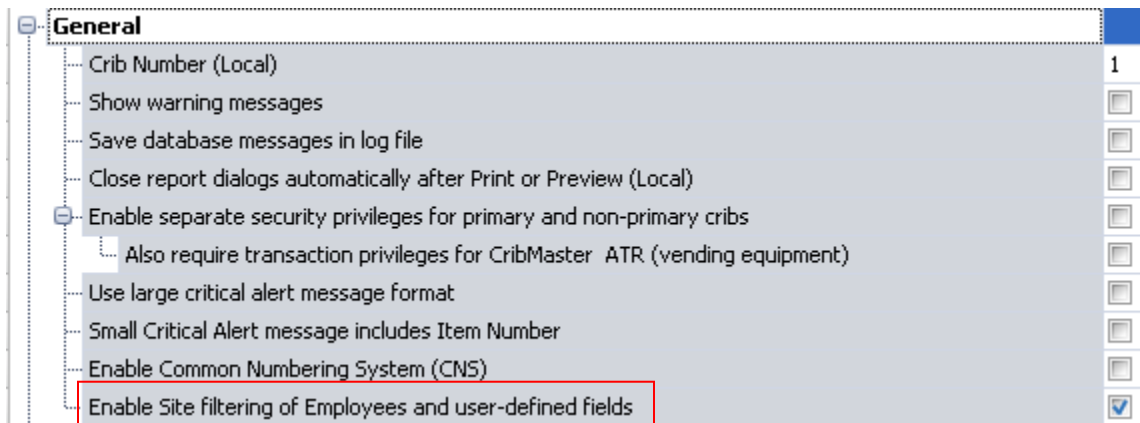 General
Crib Number (Local) 1
Show warning messages
Save database messages in log file
Close report dialogs automatically after Print or Preview (Local)
Enable separate security privileges for primary and non-primary cribs
Also require transaction privileges for CribMaster ATR (vending equipment)
Use large critical alert message format
Small Critical Alert message includes Item Number
Enable Common Numbering System (CNS)
Enable Site filtering of Employees and user-defined fields